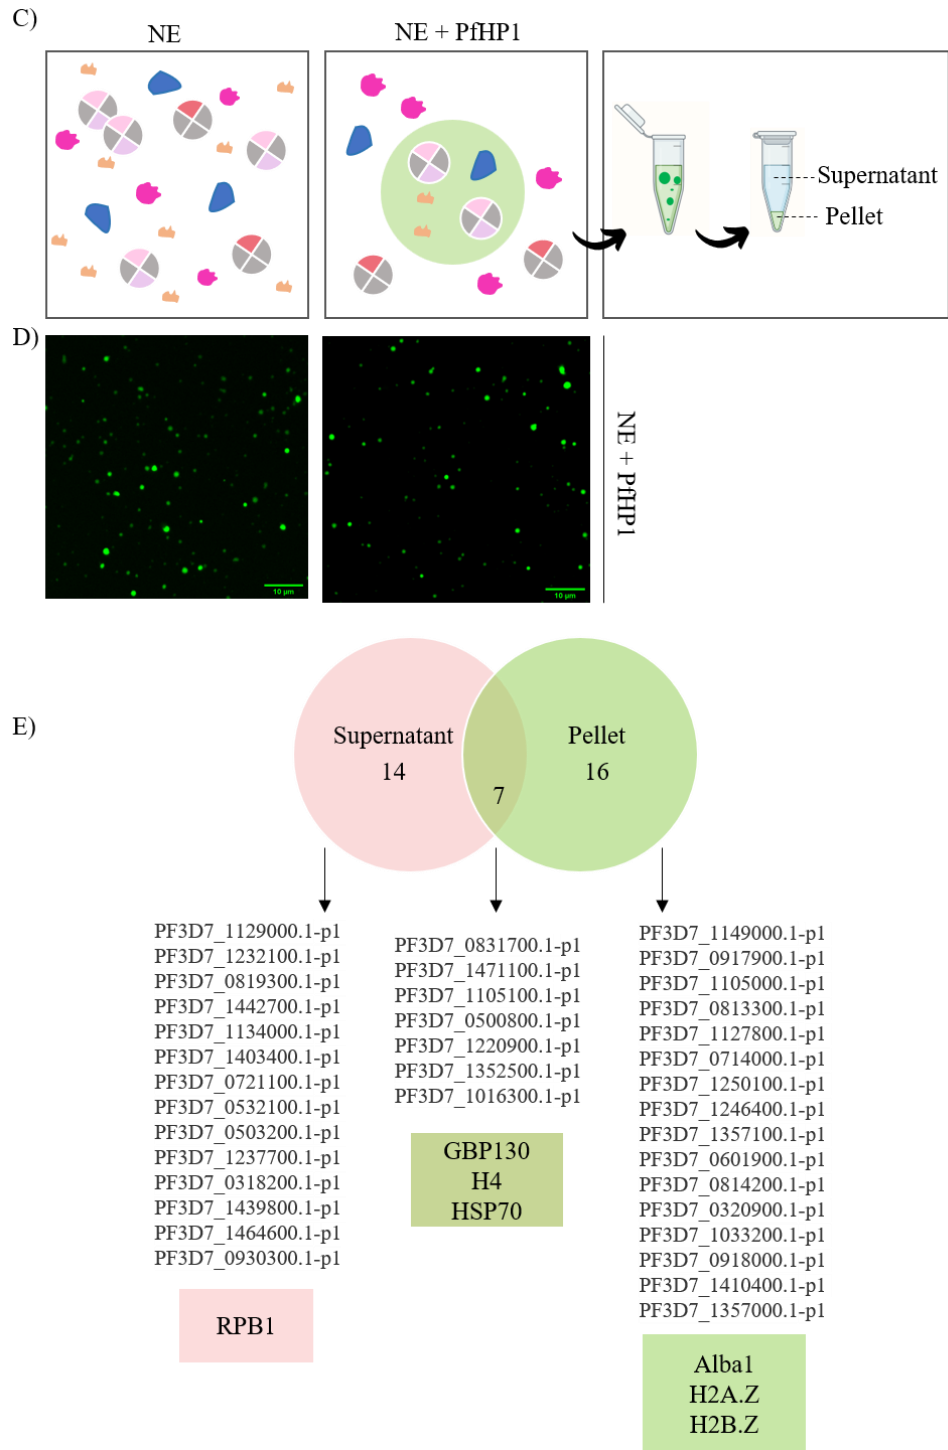 C)
NE
NE + PfHP1
Supernatant
Pellet
D)
10 µm
10 µm
NE + PfHP1
E)
Supernatant
14
7
Pellet
16
PF3D7_1129000.1-p1
PF3D7_1232100.1-p1
PF3D7_0819300.1-p1
PF3D7_1442700.1-p1
PF3D7_1134000.1-p1
PF3D7_1403400.1-p1
PF3D7_0721100.1-p1
PF3D7_0532100.1-p1
PF3D7_0503200.1-p1
PF3D7_1237700.1-p1
PF3D7_0318200.1-p1
PF3D7_1439800.1-p1
PF3D7_1464600.1-p1
PF3D7_0930300.1-p1
RPB1
PF3D7_0831700.1-p1
PF3D7_1471100.1-p1
PF3D7_1105100.1-p1
PF3D7_0500800.1-p1
PF3D7_1220900.1-p1
PF3D7_1352500.1-p1
PF3D7_1016300.1-p1
GBP130
H4
HSP70
PF3D7_1149000.1-p1
PF3D7_0917900.1-p1
PF3D7_1105000.1-p1
PF3D7_0813300.1-p1
PF3D7_1127800.1-p1
PF3D7_0714000.1-p1
PF3D7_1250100.1-p1
PF3D7_1246400.1-p1
PF3D7_1357100.1-p1
PF3D7_0601900.1-p1
PF3D7_0814200.1-p1
PF3D7_0320900.1-p1
PF3D7_1033200.1-p1
PF3D7_0918000.1-p1
PF3D7_1410400.1-p1
PF3D7_1357000.1-p1
Alba1
H2A.Z
H2B.Z